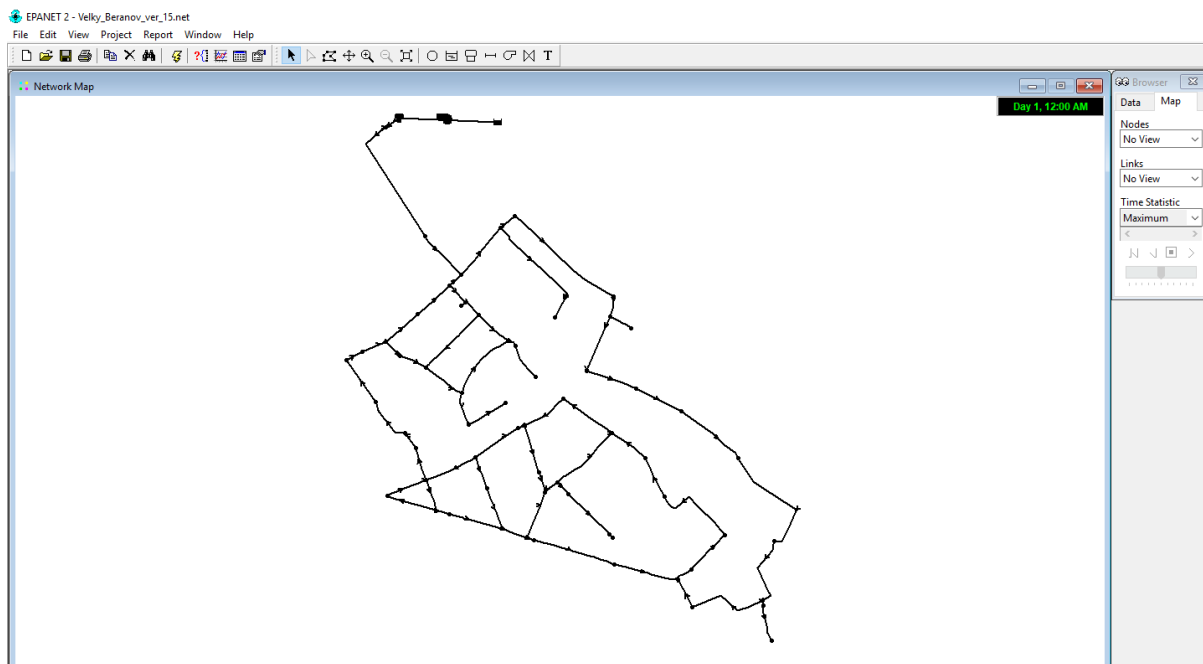 EPANET 2 - Velky_Beranov_ver_15.net
File Edit View Project Report Window Help
T
Network Map
Day 1, 12:00 AM
Browser
Data Map
Nodes
No View
Links
No View
Time Statistic
Maximum